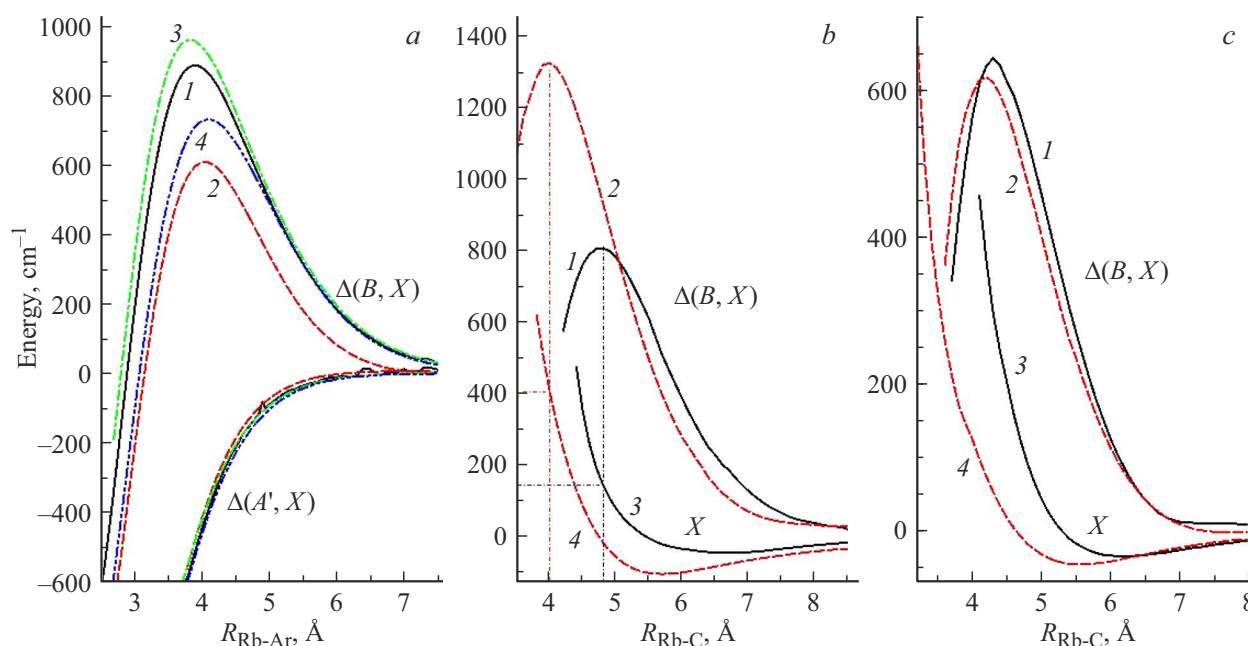 a
1000
800
600
400
200
0
−200
−400
−600
Energy, cm⁻¹
3
1
4
2
Δ(B, X)
Δ(A', X)
3 4 5 6 7
R_Rb-Ar, Å
b
1400
1200
1000
800
600
400
200
0
2
1
Δ(B, X)
3
X
4
4 5 6 7 8
R_Rb-C, Å
c
600
400
200
0
1
2
Δ(B, X)
3
4
X
4 5 6 7 8
R_Rb-C, Å